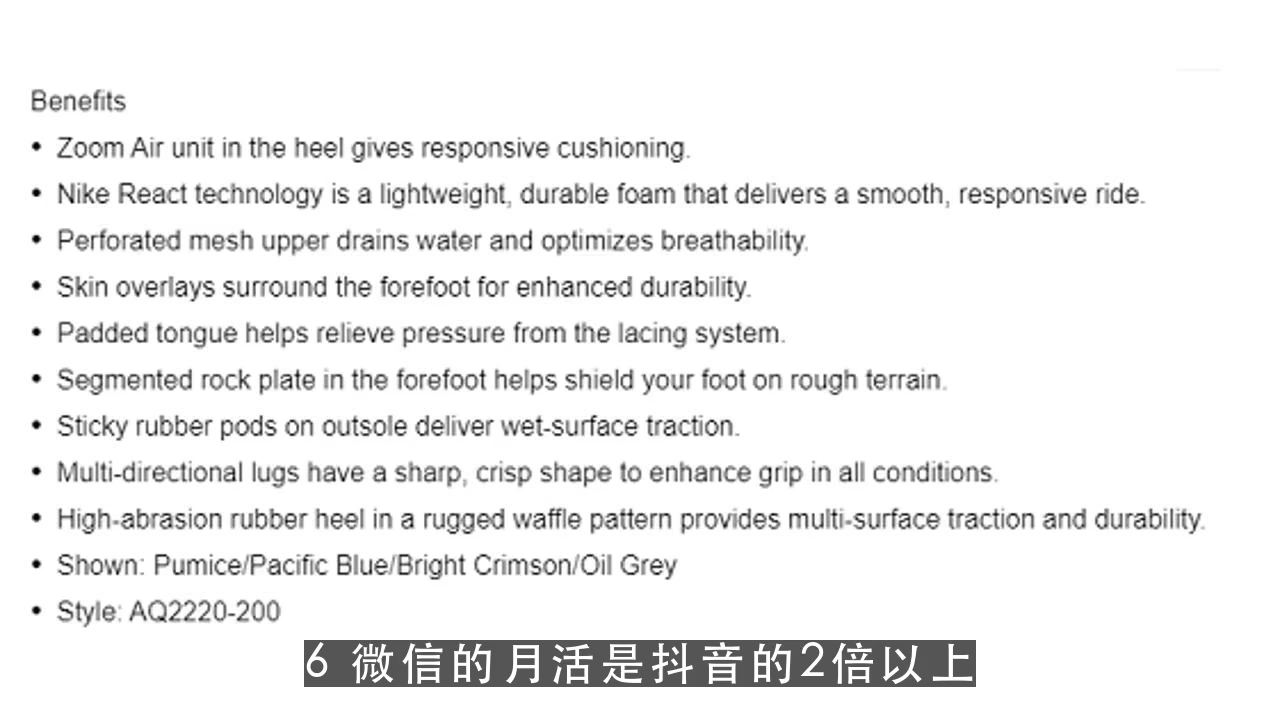 Benefits
• Zoom Air unit in the heel gives responsive cushioning.
• Nike React technology is a lightweight, durable foam that delivers a smooth, responsive ride.
• Perforated mesh upper drains water and optimizes breathability.
• Skin overlays surround the forefoot for enhanced durability.
• Padded tongue helps relieve pressure from the lacing system.
• Segmented rock plate in the forefoot helps shield your foot on rough terrain.
• Sticky rubber pods on outsole deliver wet-surface traction.
• Multi-directional lugs have a sharp, crisp shape to enhance grip in all conditions.
• High-abrasion rubber heel in a rugged waffle pattern provides multi-surface traction and durability.
• Shown: Pumice/Pacific Blue/Bright Crimson/Oil Grey
• Style: AQ2220-200
6 微信的月活是抖音的2倍以上